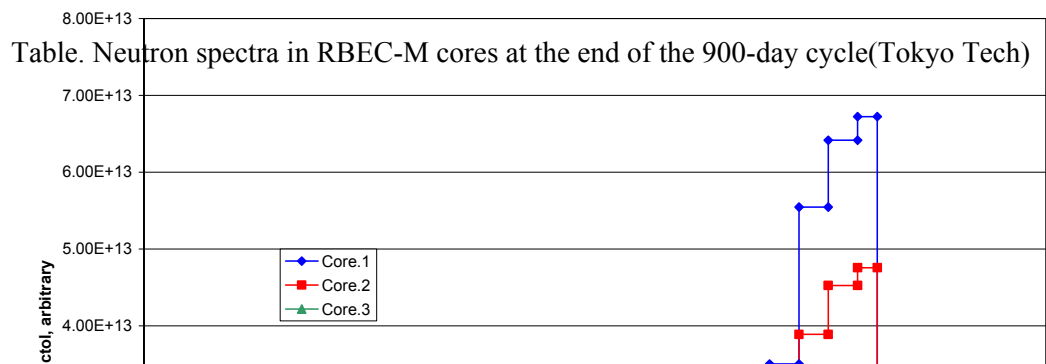 8.00E+13
Table. Neutron spectra in RBEC-M cores at the end of the 900-day cycle(Tokyo Tech)
7.00E+13
6.00E+13
5.00E+13
Core.1
Core.2
Core.3
4.00E+13
ctol, arbitrary